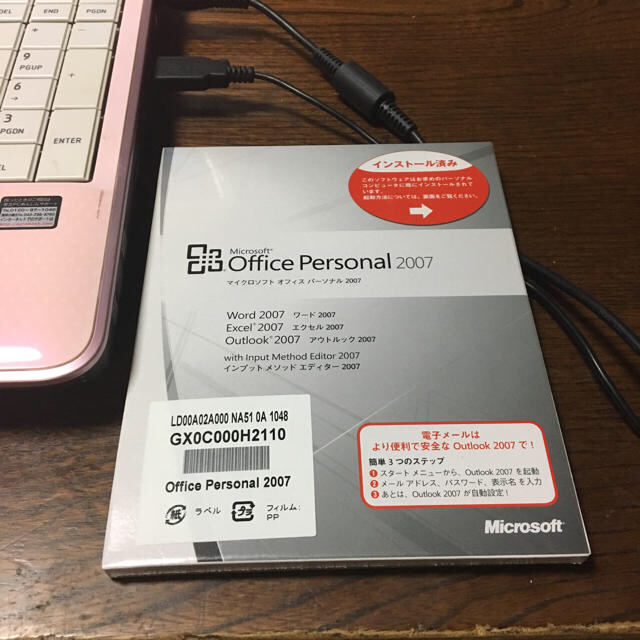 DEL
END
PGDN
9
PGUP
+
6
3
PGDN
ENTER
インストール済み
このソフトウェアはお求めのパーソナル
コンピュータに既にインストールされて
います。
起動方法については、裏面をご覧ください。
Microsoft®
Office Personal 2007
マイクロソフト オフィス パーソナル 2007
Word 2007 ワード 2007
Excel® 2007 エクセル 2007
Outlook® 2007 アウトルック 2007
with Input Method Editor 2007
インプット メソッド エディター 2007
LD00A02A000 NA51 0A 1048
GX0C000H2110
Office Personal 2007
紙 ラベル プラ フィルム:
PP
電子メールは
より便利で安全な Outlook 2007 で!
簡単 3 つのステップ
1 スタート メニューから、Outlook 2007 を起動
2 メール アドレス、パスワード、表示名 を入力
3 あとは、Outlook 2007 が自動設定!
Microsoft®